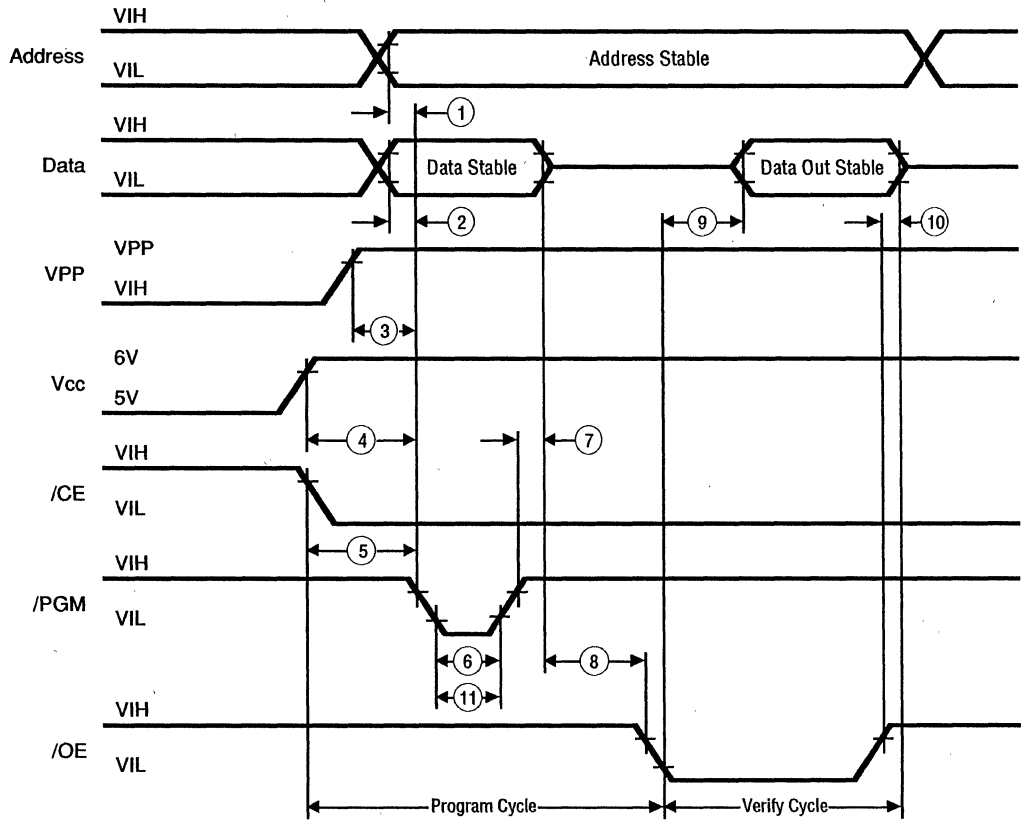 VIH
Address
VIL
Address Stable
1
VIH
Data
VIL
Data Stable
Data Out Stable
2
9
10
VPP
VPP
VIH
3
6V
Vcc
5V
4
7
VIH
/CE
VIL
5
VIH
/PGM
VIL
6
8
11
VIH
/OE
VIL
Program Cycle
Verify Cycle